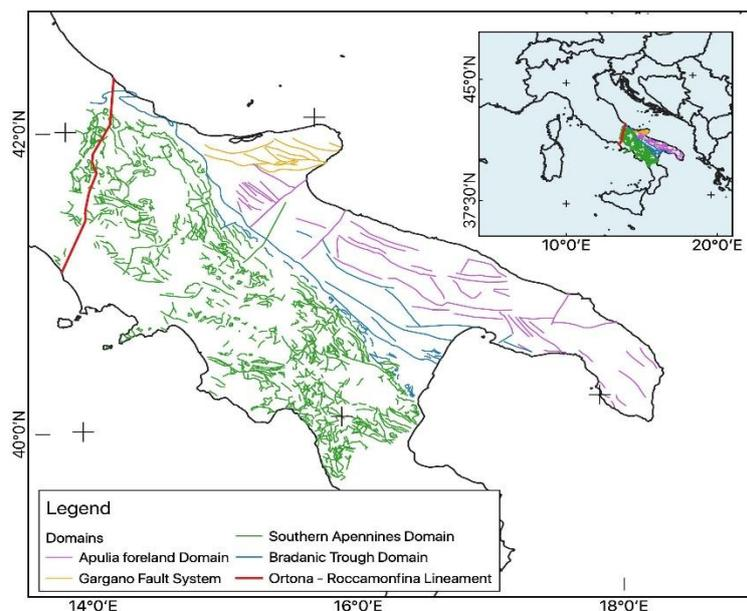 45°0'N
42°0'N
37°30'N
10°0'E
20°0'E
40°0'N
Legend
Domains
Apulia foreland Domain
Gargano Fault System
Southern Apennines Domain
Bradanic Trough Domain
Ortona - Roccamonfina Lineament
14°0'E
16°0'E
18°0'E